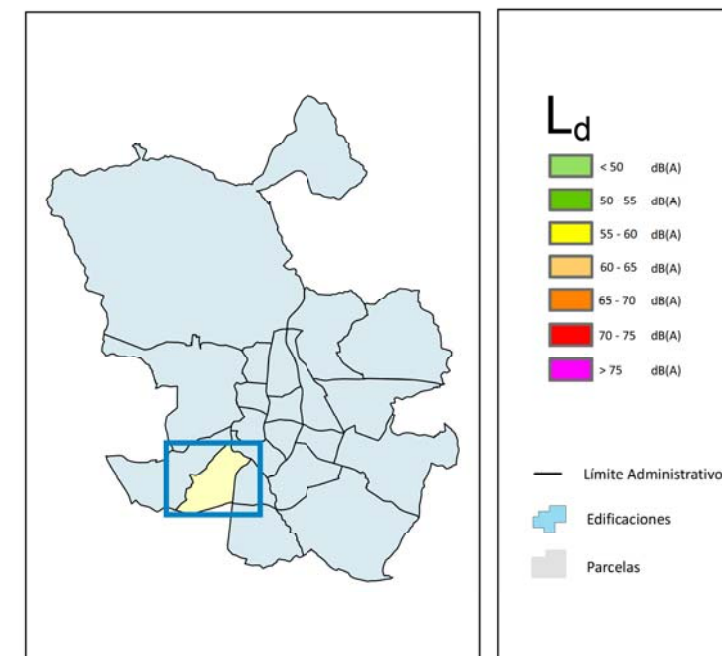 Ld
< 50 dB(A)
50 55 dB(A)
55 - 60 dB(A)
60 - 65 dB(A)
65 - 70 dB(A)
70 - 75 dB(A)
> 75 dB(A)
Límite Administrativo
Edificaciones
Parcelas